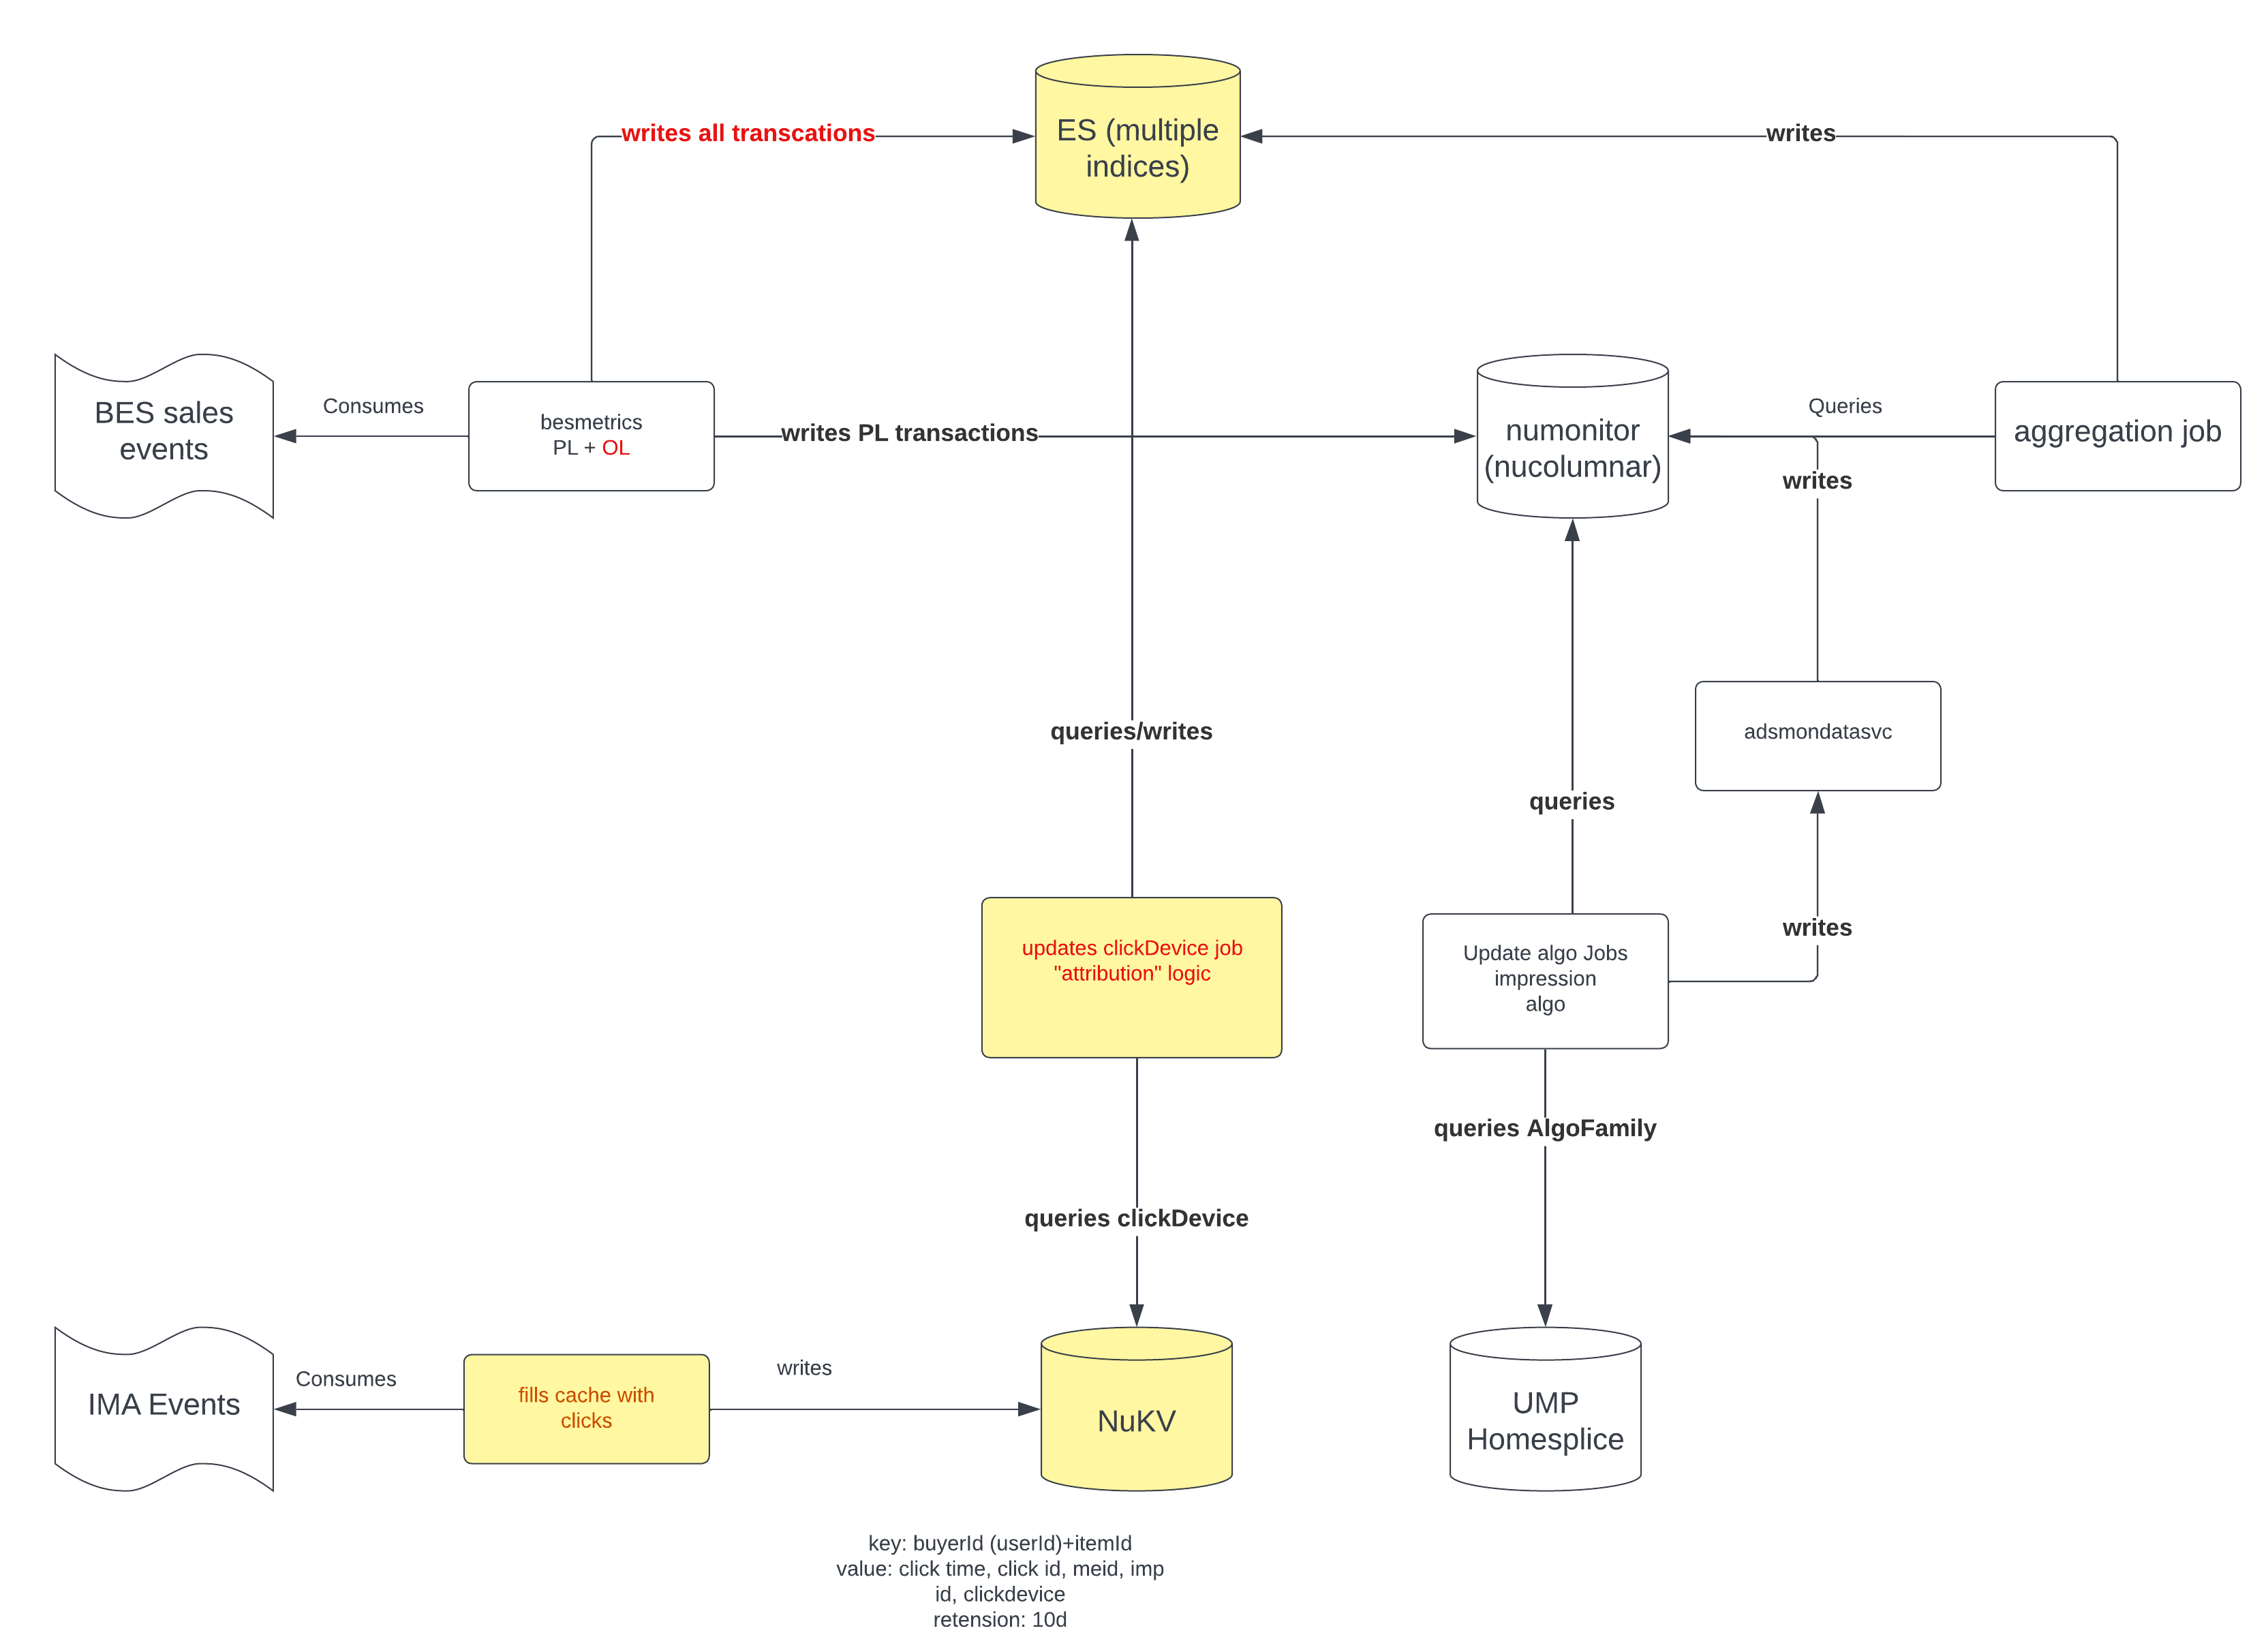 ES (multiple
indices)
writes all transcations
writes
BES sales
events
Consumes
besmetrics
PL + OL
writes PL transactions
numonitor
(nucolumnar)
Queries
aggregation job
writes
queries/writes
adsmondatasvc
queries
writes
updates clickDevice job
"attribution" logic
Update algo Jobs
impression
algo
queries AlgoFamily
queries clickDevice
IMA Events
Consumes
fills cache with
clicks
writes
NuKV
UMP
Homesplice
key: buyerId (userId)+itemId
value: click time, click id, meid, imp
id, clickdevice
retension: 10d